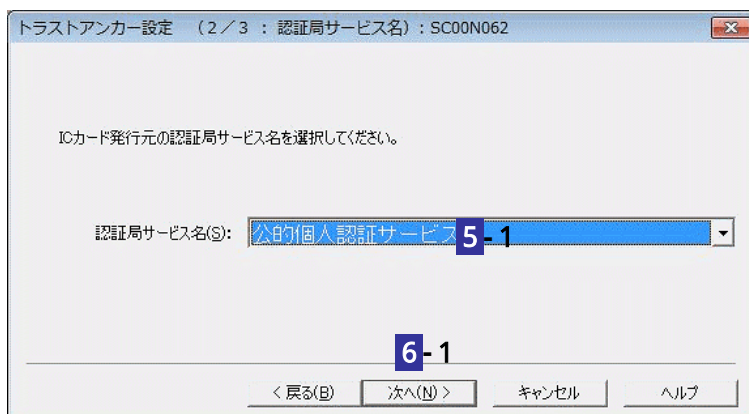 トラストアンカー設定 (2/3 : 認証局サービス名) : SC00N062
ICカード発行元の認証局サービス名を選択してください。
認証局サービス名(S): 公的個人認証サービス 5-1
6-1
< 戻る(B) 次へ(N) > キャンセル ヘルプ